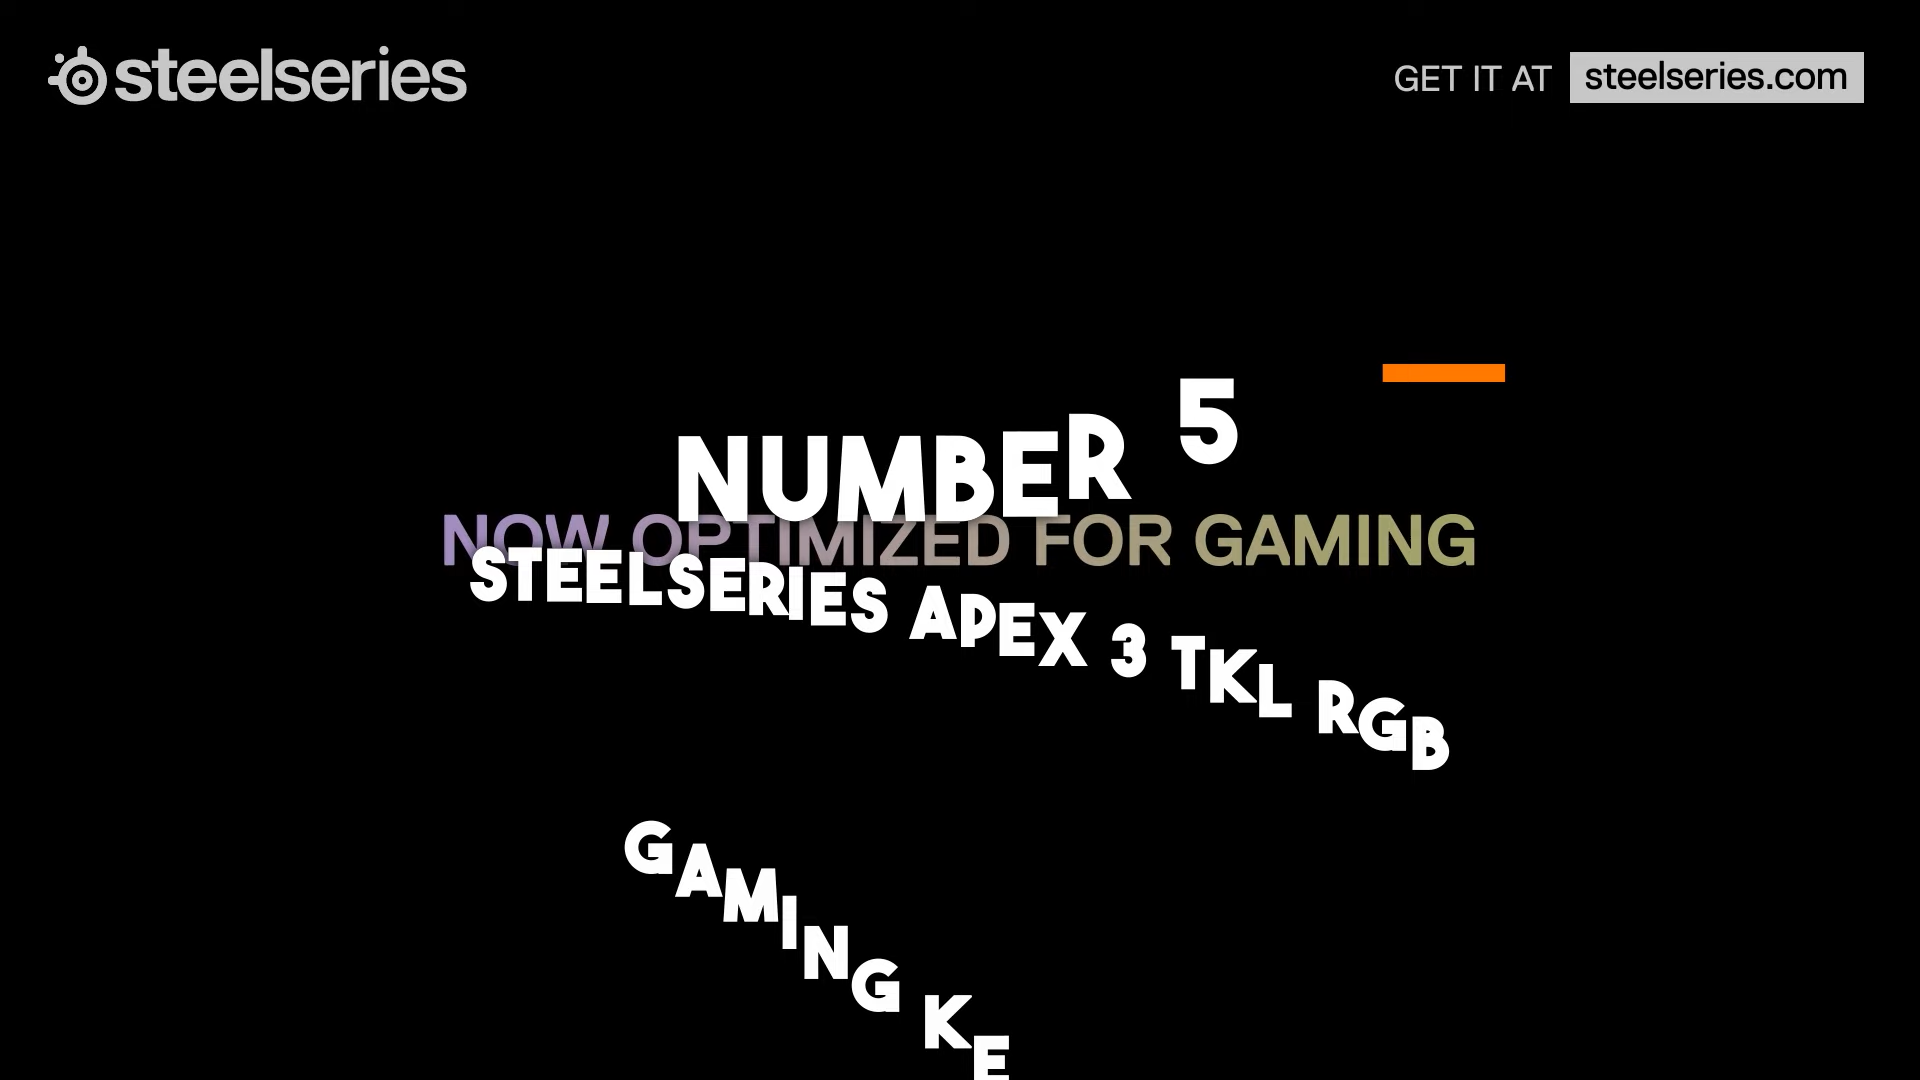 steelseries
GET IT AT steelseries.com
NUMBER 5
NOW OPTIMIZED FOR GAMING
STEELSERIES APEX 3 TKL RGB
GAMING KE